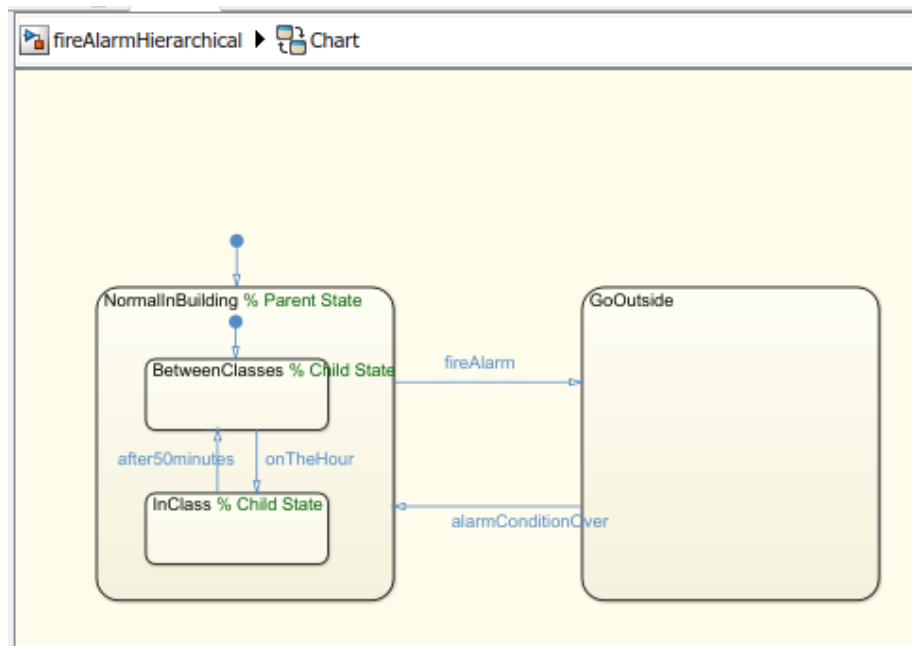 fireAlarmHierarchical Chart
NormalInBuilding % Parent State
GoOutside
BetweenClasses % Child State
fireAlarm
after50minutes
onTheHour
InClass % Child State
alarmConditionOver